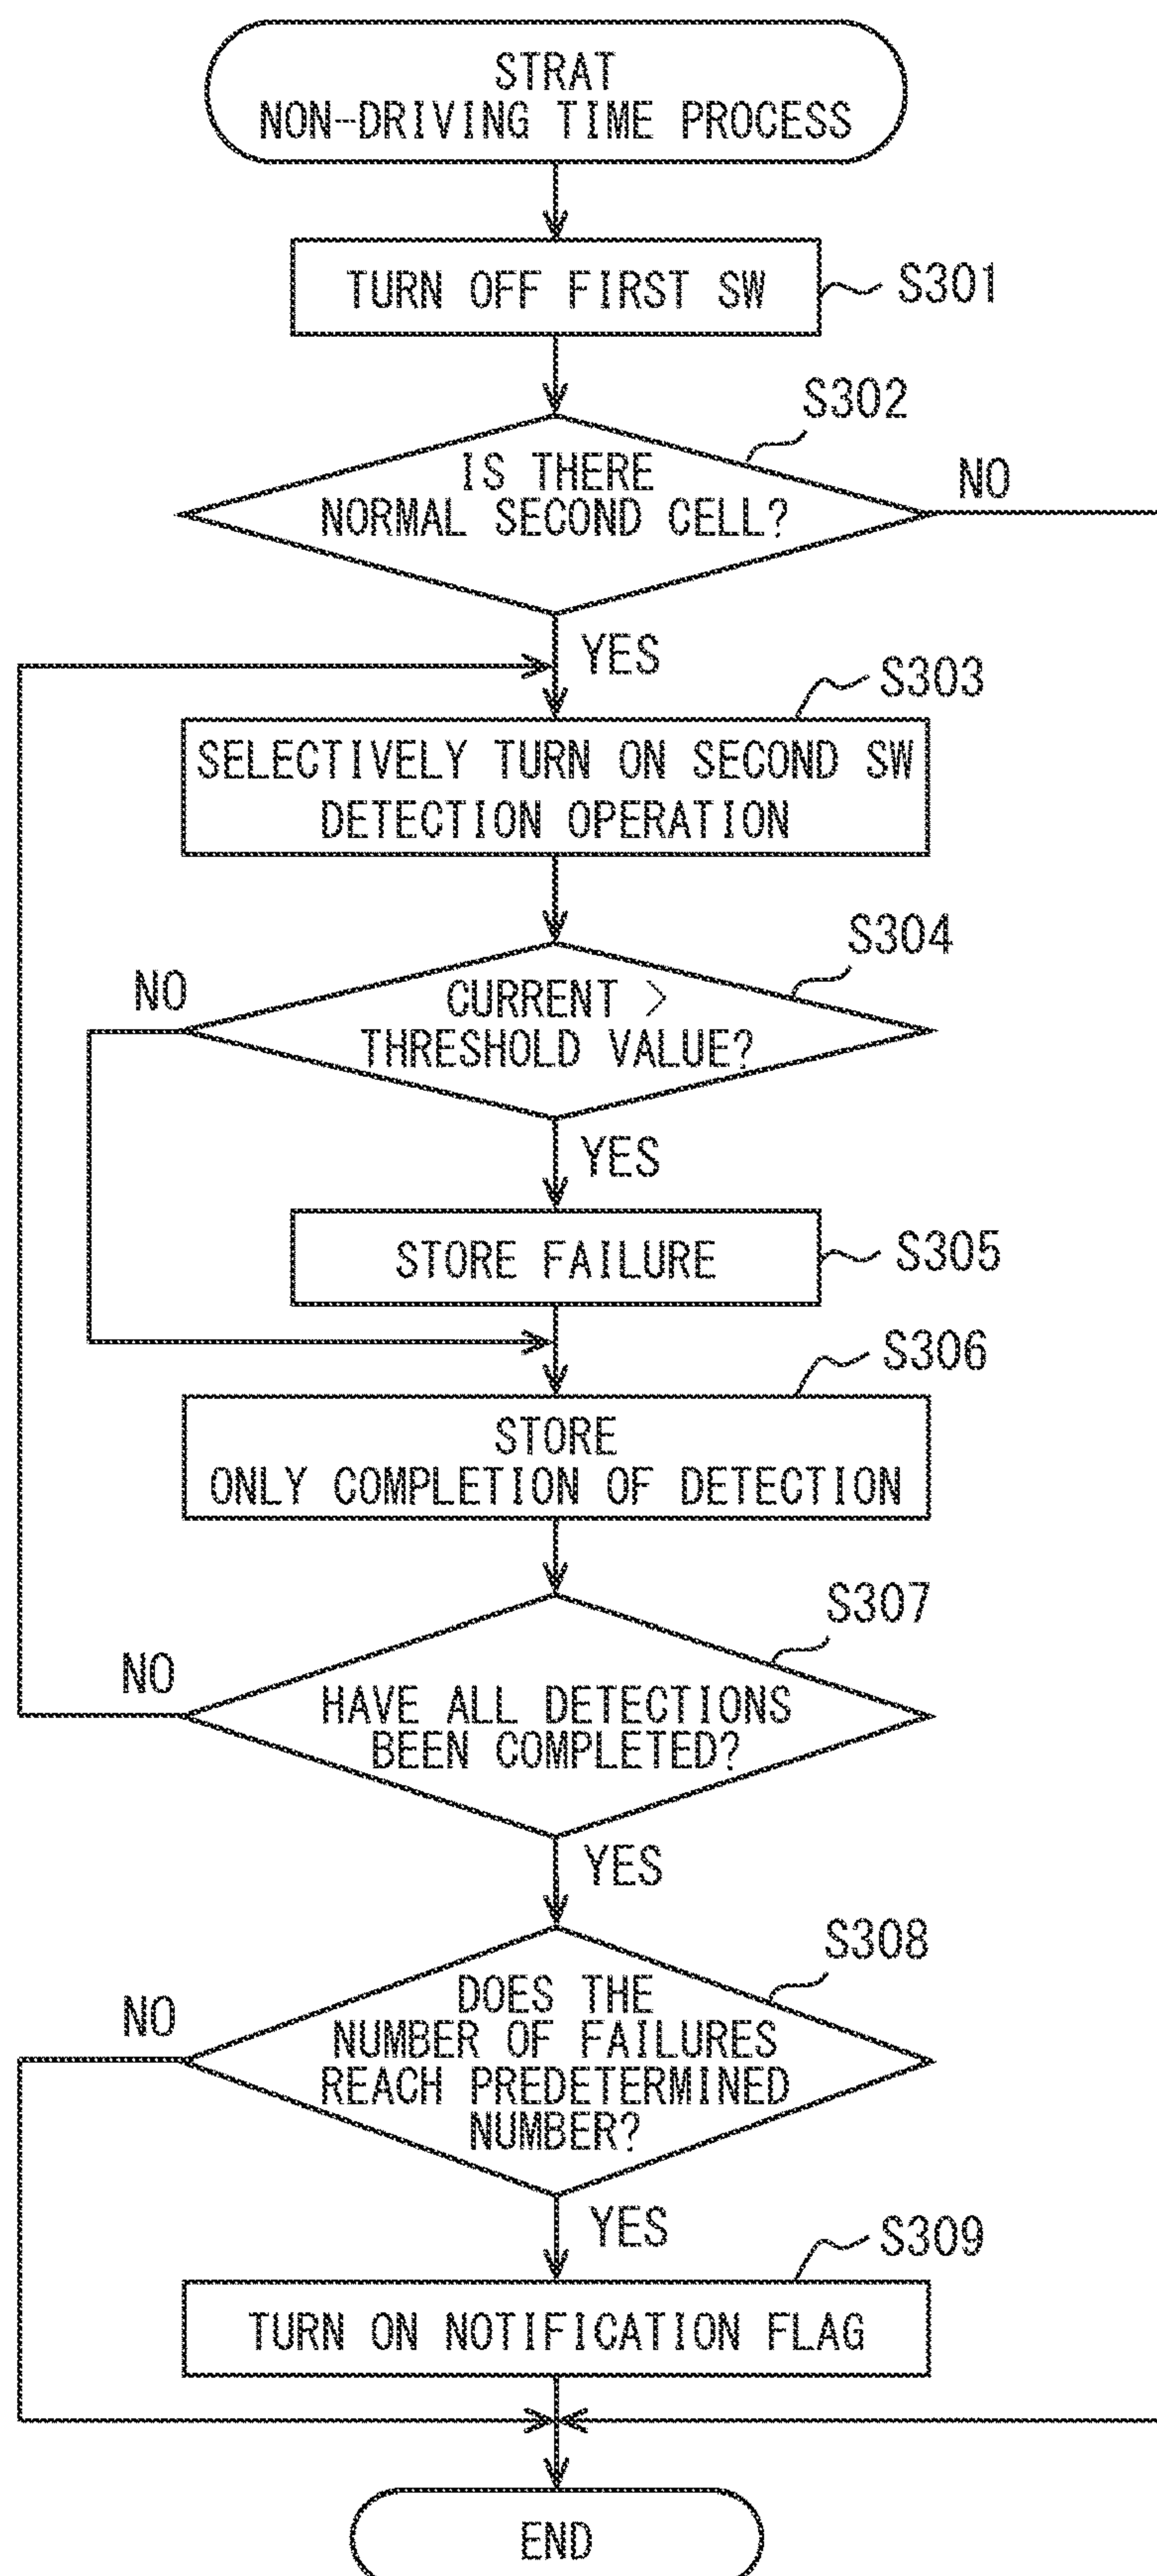 STRAT
NON-DRIVING TIME PROCESS
TURN OFF FIRST SW
S301
S302
IS THERE
NORMAL SECOND CELL?
NO
YES
S303
SELECTIVELY TURN ON SECOND SW
DETECTION OPERATION
S304
NO
CURRENT >
THRESHOLD VALUE?
YES
STORE FAILURE
S305
S306
STORE
ONLY COMPLETION OF DETECTION
S307
NO
HAVE ALL DETECTIONS
BEEN COMPLETED?
YES
S308
NO
DOES THE
NUMBER OF FAILURES
REACH PREDETERMINED
NUMBER?
YES
S309
TURN ON NOTIFICATION FLAG
END